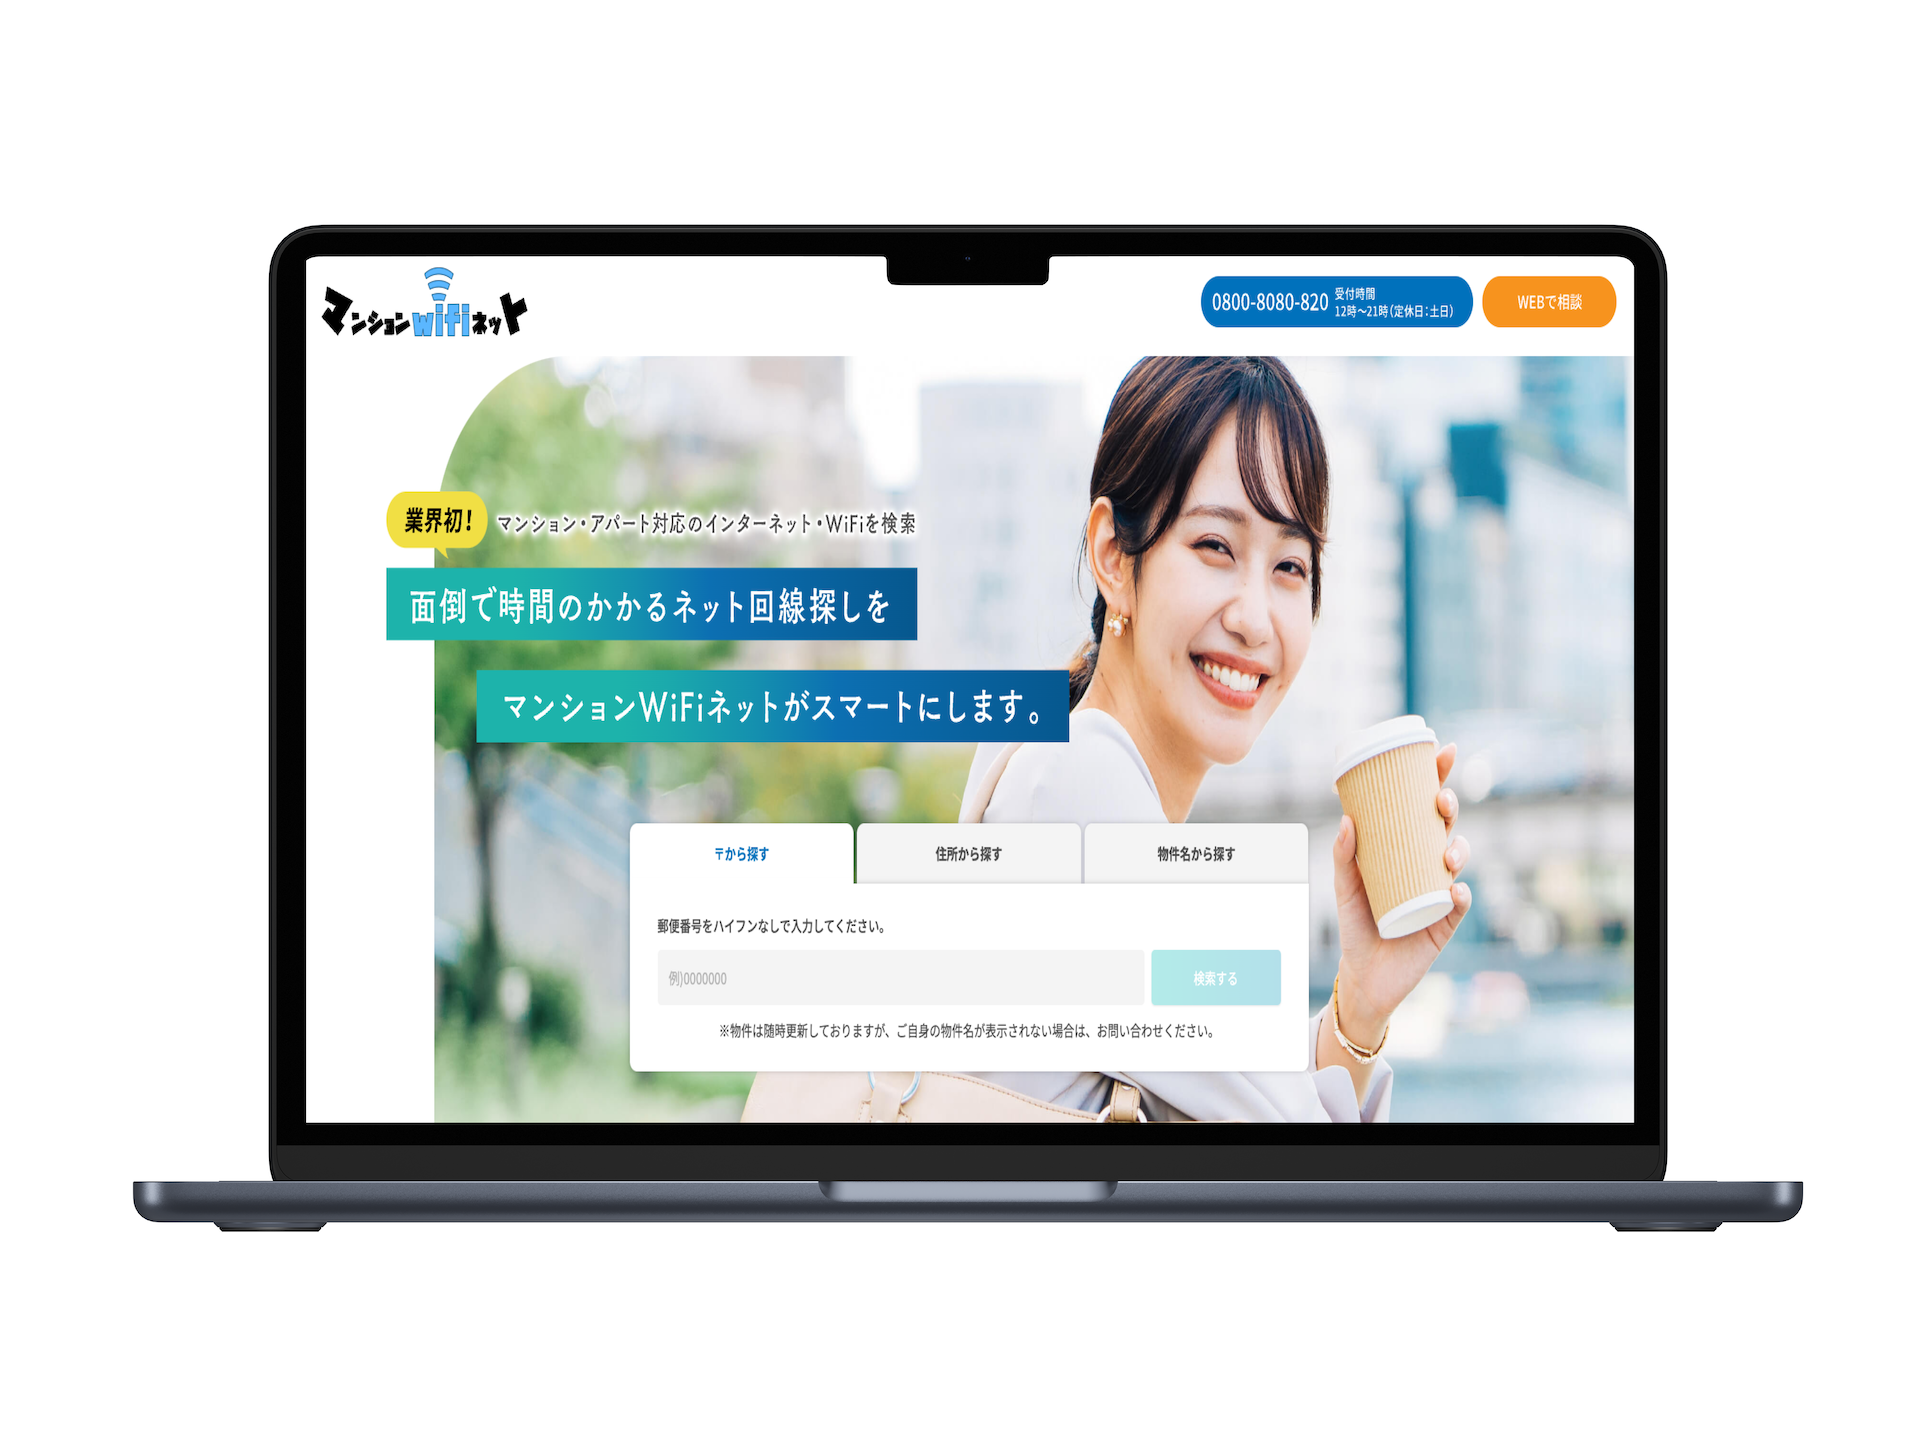 マンションwifiネット
0800-8080-820
受付時間
12時〜21時(定休日:土日)
WEBで相談
業界初!
マンション・アパート対応のインターネット・WiFiを検索
面倒で時間のかかるネット回線探しを
マンションWiFiネットがスマートにします。
〒から探す
住所から探す
物件名から探す
郵便番号をハイフンなしで入力してください。
例)0000000
検索する
※物件は随時更新しておりますが、ご自身の物件名が表示されない場合は、お問い合わせください。